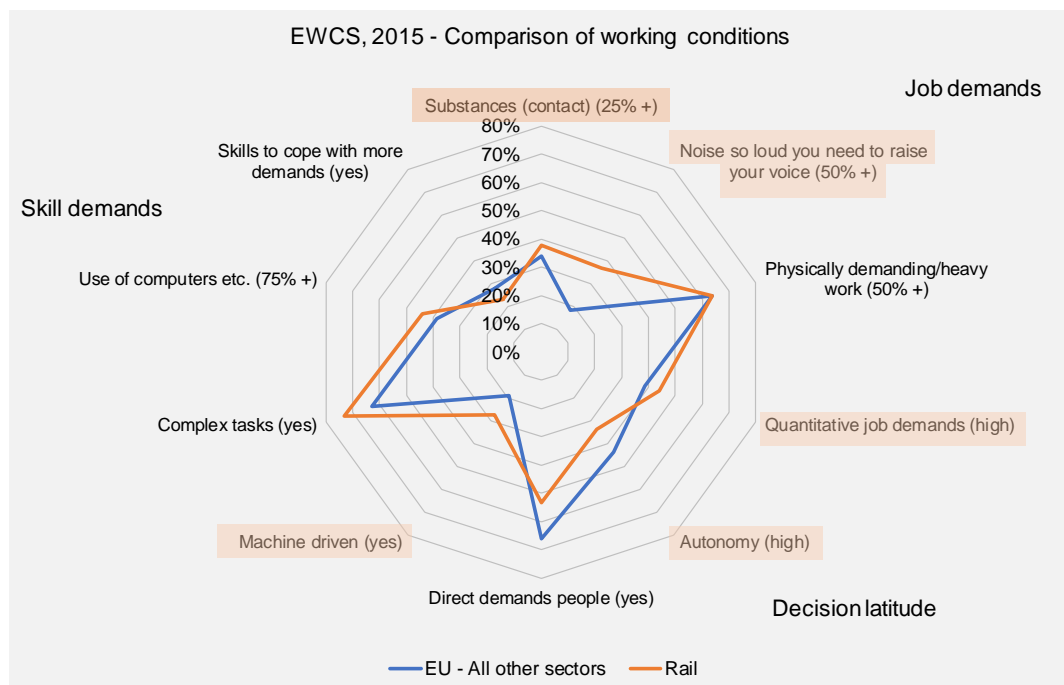 EWCS, 2015 - Comparison of working conditions
Job demands
Substances (contact) (25% +)
80%
70%
60%
50%
40%
30%
20%
10%
0%
Noise so loud you need to raise
your voice (50% +)
Physically demanding/heavy
work (50% +)
Quantitative job demands (high)
Autonomy (high)
Decision latitude
Direct demands people (yes)
Machine driven (yes)
Complex tasks (yes)
Use of computers etc. (75% +)
Skill demands
Skills to cope with more
demands (yes)
EU - All other sectors
Rail